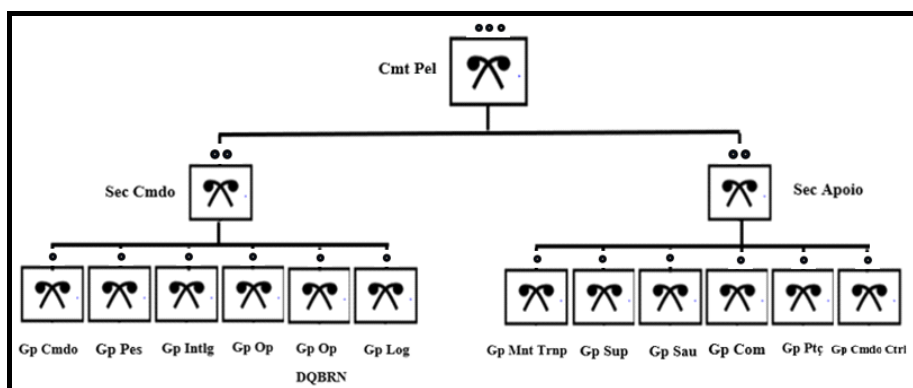 Cmt Pel
Sec Cmdo
Sec Apoio
Gp Cmdo
Gp Pes
Gp Intlg
Gp Op
Gp Op
DQBRN
Gp Log
Gp Mnt Trnp
Gp Sup
Gp Sau
Gp Com
Gp Ptç
Gp Cmdo Ctrl